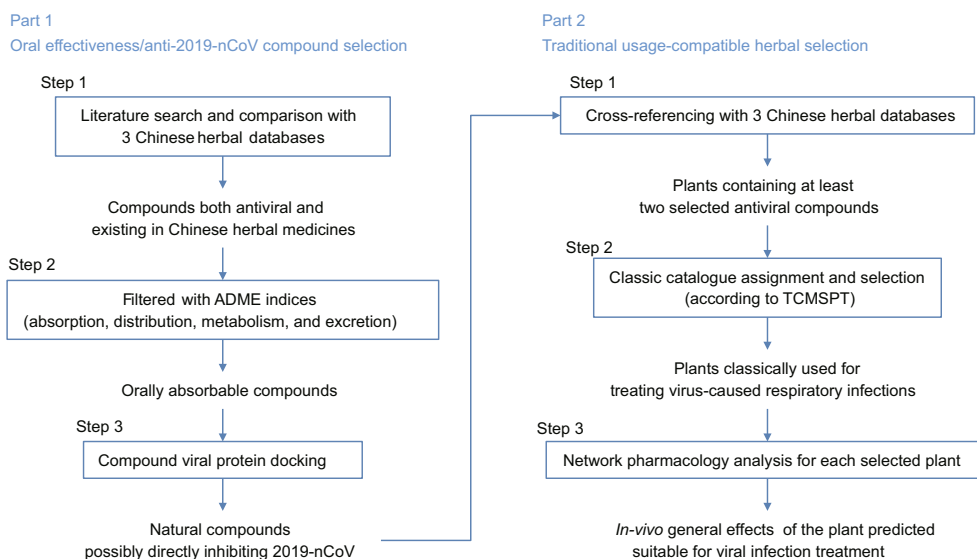 Part 1
Oral effectiveness/anti-2019-nCoV compound selection
Step 1
Literature search and comparison with
3 Chinese herbal databases
Compounds both antiviral and
existing in Chinese herbal medicines
Step 2
Filtered with ADME indices
(absorption, distribution, metabolism, and excretion)
Orally absorbable compounds
Step 3
Compound viral protein docking
Natural compounds
possibly directly inhibiting 2019-nCoV
Part 2
Traditional usage-compatible herbal selection
Step 1
Cross-referencing with 3 Chinese herbal databases
Plants containing at least
two selected antiviral compounds
Step 2
Classic catalogue assignment and selection
(according to TCMSPT)
Plants classically used for
treating virus-caused respiratory infections
Step 3
Network pharmacology analysis for each selected plant
In-vivo general effects of the plant predicted
suitable for viral infection treatment